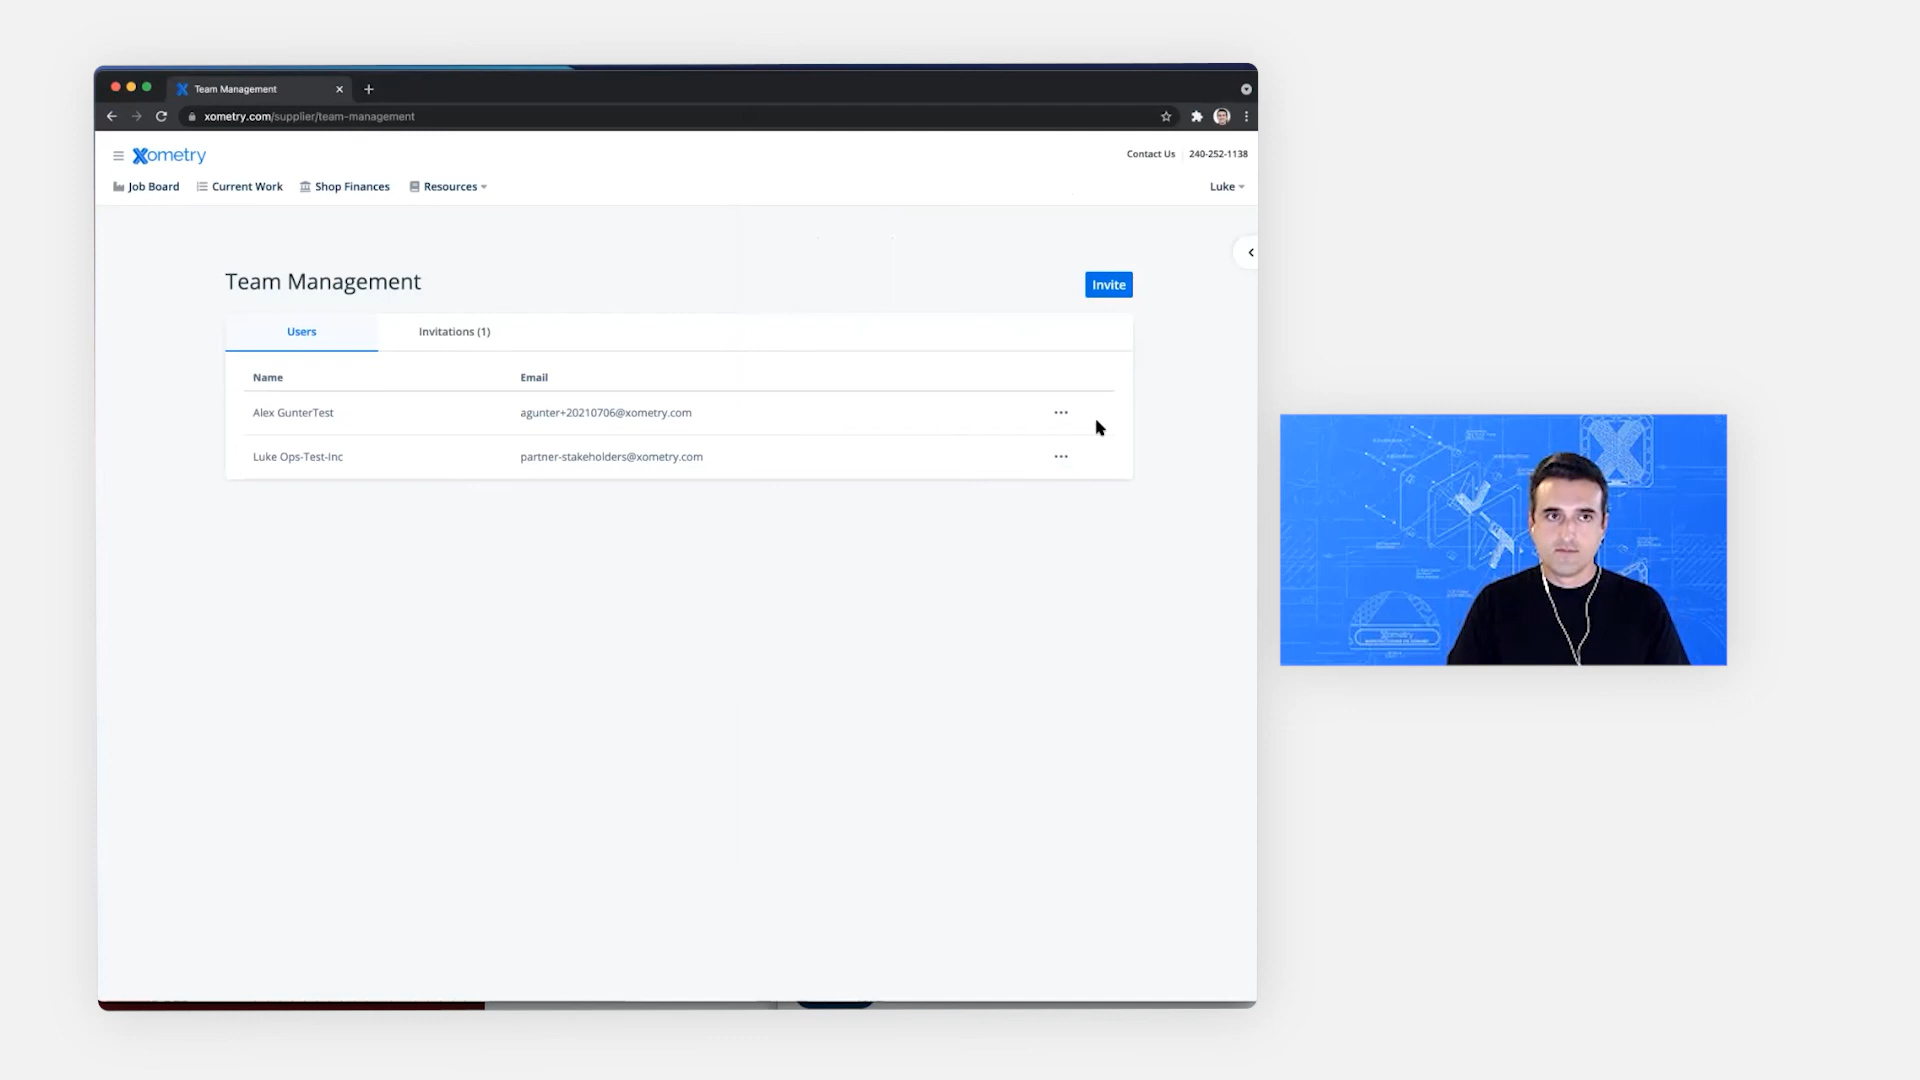 Team Management
xometry.com/supplier/team-management
Xometry
Contact Us
240-252-1138
Job Board
Current Work
Shop Finances
Resources
Luke
Team Management
Invite
Users
Invitations (1)
Name
Email
Alex GunterTest
agunter+20210706@xometry.com
Luke Ops-Test-Inc
partner-stakeholders@xometry.com